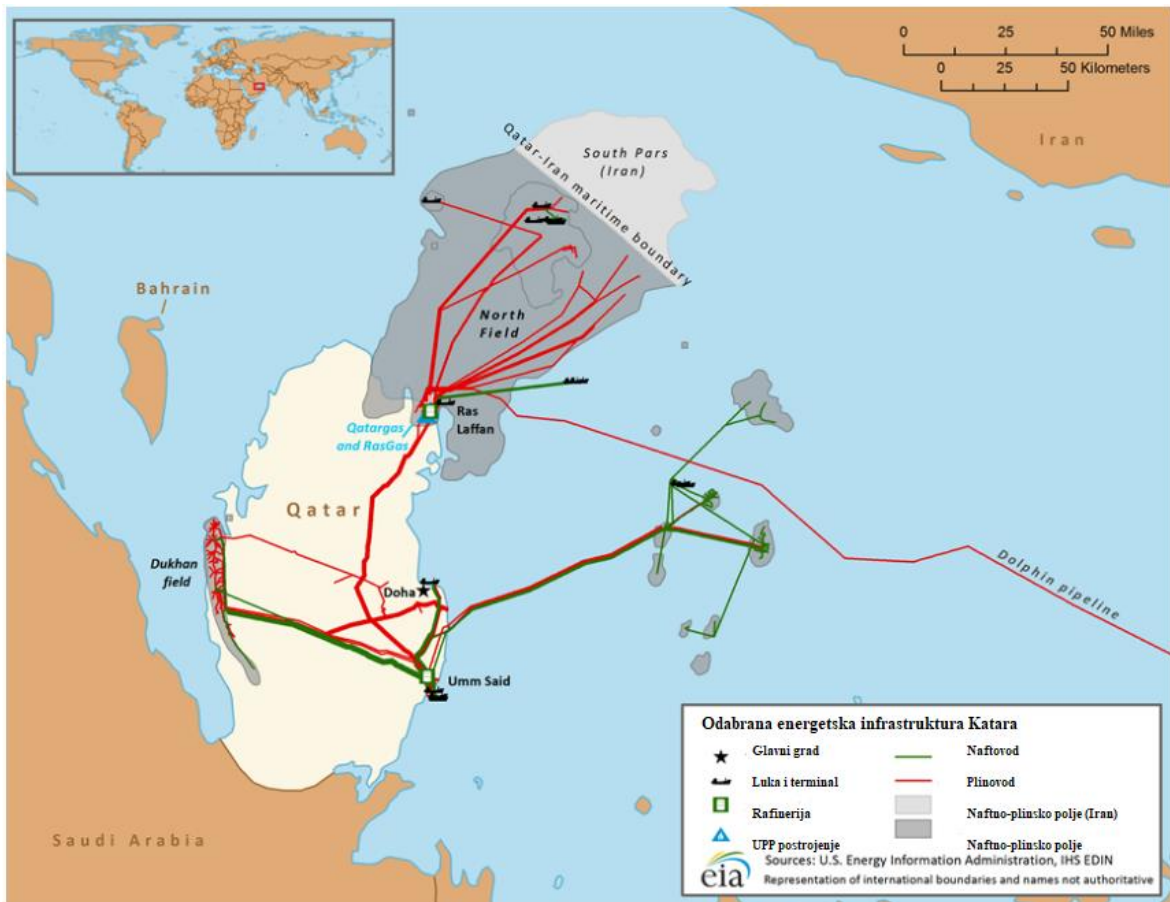 0 25 50 Miles
0 25 50 Kilometers
Iran
South Pars
(Iran)
Qatar-Iran maritime boundary
Bahrain
North
Field
Ras
Laffan
Qatargas
and RasGas
Qatar
Dukhan
field
Doha
Dolphin pipeline
Umm Said
Saudi Arabia
Odabrana energetska infrastruktura Katara
Glavni grad
Naftovod
Luka i terminal
Plinovod
Rafinerija
Naftno-plinsko polje (Iran)
UPP postrojenje
Naftno-plinsko polje
eia
Sources: U.S. Energy Information Administration, IHS EDIN
Representation of international boundaries and names not authoritative